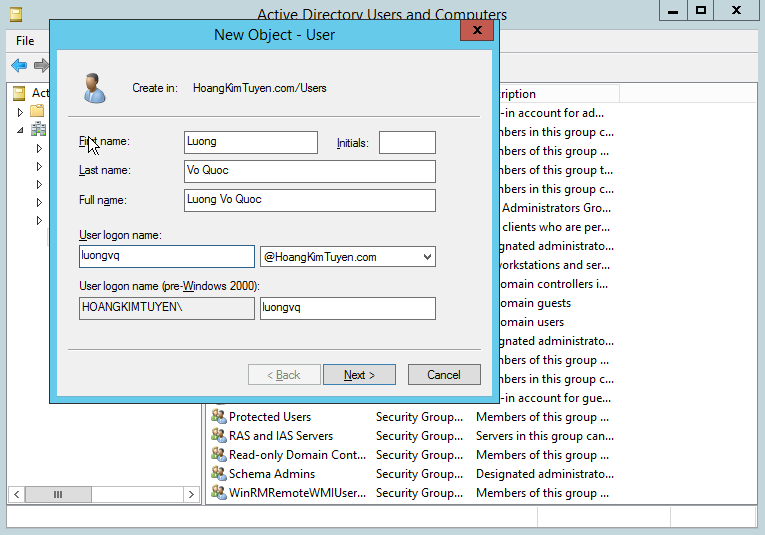 Active Directory Users and Computers
File
New Object - User
X
X
Create in: HoangKimTuyen.com/Users
First name: Luong Initials:
Last name: Vo Quoc
Full name: Luong Vo Quoc
User logon name:
luongvq @HoangKimTuyen.com
User logon name (pre-Windows 2000):
HOANGKIMTUYEN\ luongvq
< Back Next > Cancel
Act
ription
-in account for ad...
mbers in this group c...
mbers of this group ...
mbers of this group t...
mbers in this group c...
Administrators Gro...
clients who are per...
ignated administrato...
workstations and ser...
omain controllers i...
omain guests
omain users
ignated administrato...
mbers of this group ...
mbers in this group c...
-in account for gue...
Protected Users Security Group... Members of this group ...
RAS and IAS Servers Security Group... Servers in this group can...
Read-only Domain Cont... Security Group... Members of this group ...
Schema Admins Security Group... Designated administrato...
WinRMRemoteWMIUser... Security Group... Members of this group ...